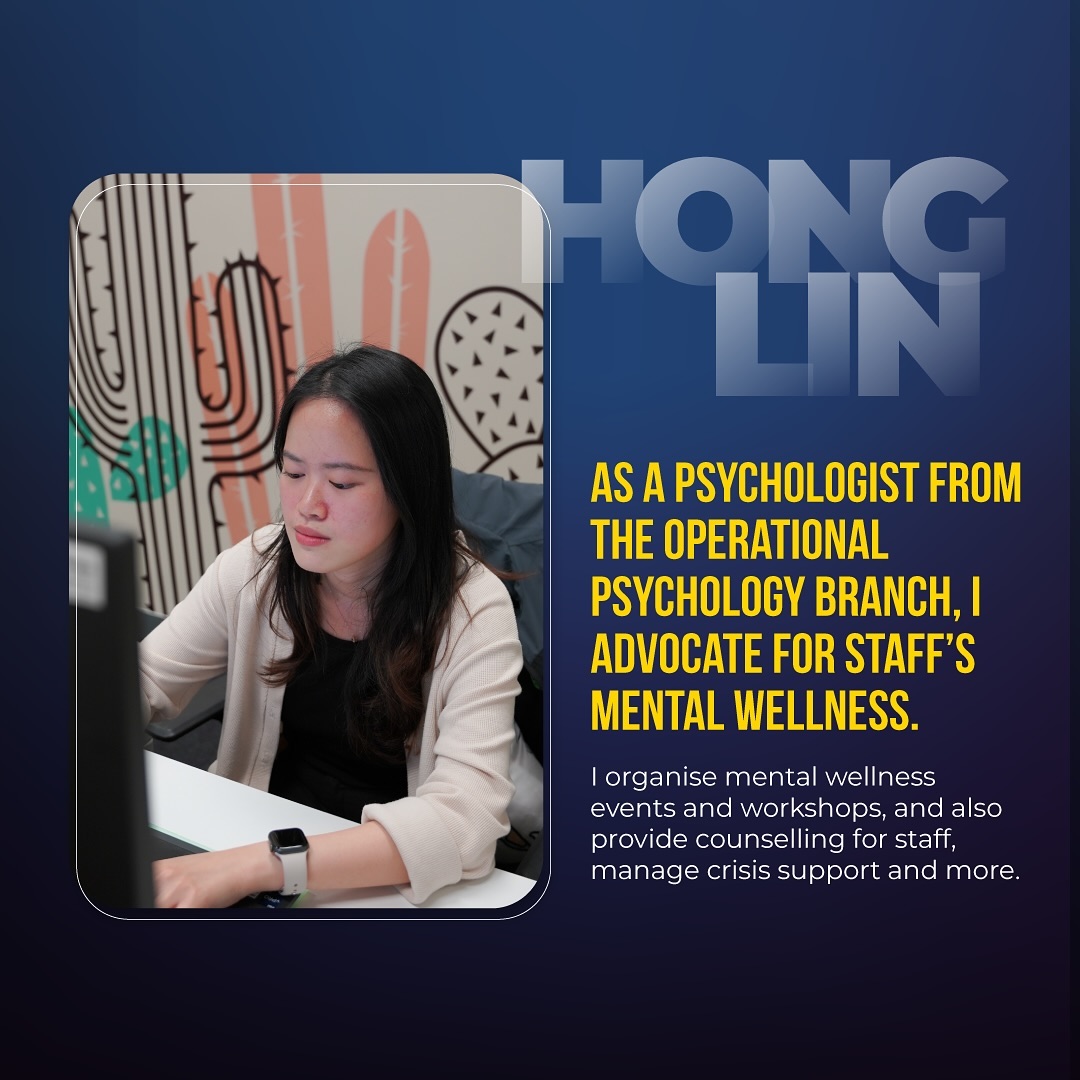 HONG
LIN
AS A PSYCHOLOGIST FROM
THE OPERATIONAL
PSYCHOLOGY BRANCH, I
ADVOCATE FOR STAFF’S
MENTAL WELLNESS.
I organise mental wellness
events and workshops, and also
provide counselling for staff,
manage crisis support and more.